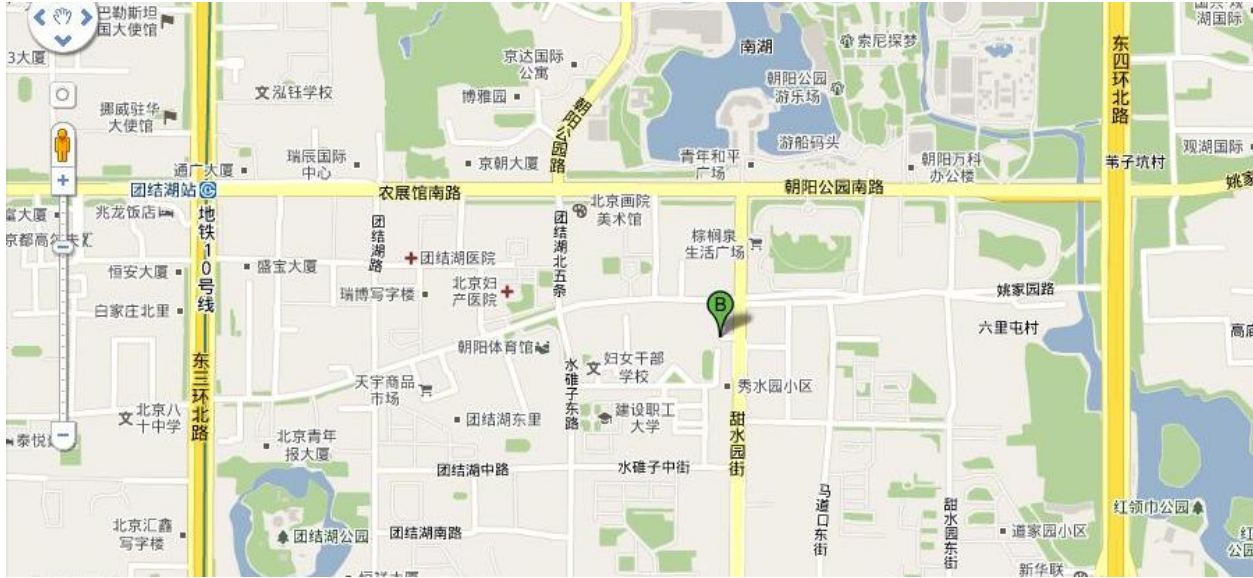 巴勒斯坦
国大使馆
湖国际
3大厦
京达国际
公寓
南湖
索尼探梦
东四环北路
泓钰学校
博雅园
朝阳公园
游乐场
挪威驻华
大使馆
朝阳公园路
游船码头
瑞辰国际
中心
京朝大厦
青年和平
广场
朝阳万科
办公楼
苇子坑村
观湖国际
通广大厦
团结湖站
农展馆南路
朝阳公园南路
姚家
富大厦
兆龙饭店
地铁10号线
团结湖路
团结湖北五条
北京画院
美术馆
棕榈泉
生活广场
团结湖医院
恒安大厦
盛宝大厦
瑞博写字楼
北京妇
产医院
姚家园路
白家庄北里
B
六里屯村
朝阳体育馆
东三环北路
水碓子东路
妇女干部
学校
天宇商品
市场
秀水园小区
北京八
十中学
团结湖东里
建设职工
大学
甜水园街
北京青年
报大厦
团结湖中路
水碓子中街
马道口东街
甜水园东街
红领巾公园
北京汇鑫
写字楼
团结湖公园
团结湖南路
道家园小区
红
公园
新华联